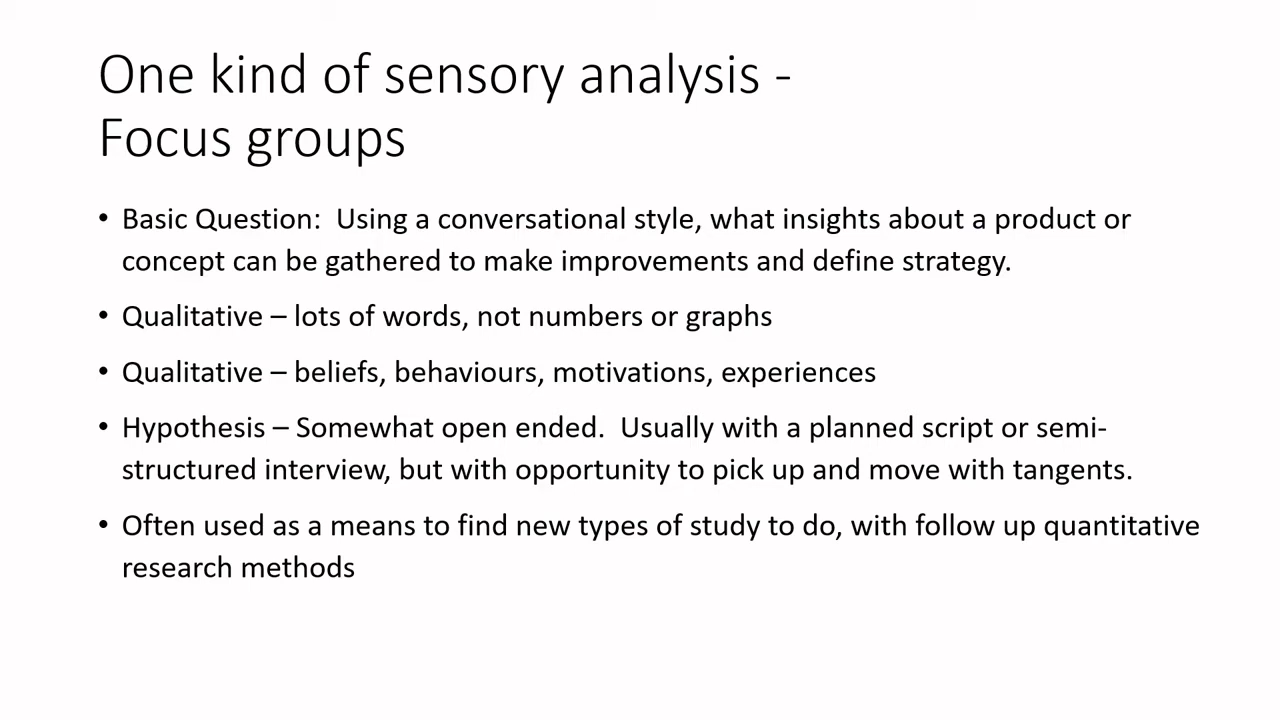 One kind of sensory analysis -
Focus groups
• Basic Question:  Using a conversational style, what insights about a product or
concept can be gathered to make improvements and define strategy.
• Qualitative – lots of words, not numbers or graphs
• Qualitative – beliefs, behaviours, motivations, experiences
• Hypothesis – Somewhat open ended.  Usually with a planned script or semi-
structured interview, but with opportunity to pick up and move with tangents.
• Often used as a means to find new types of study to do, with follow up quantitative
research methods